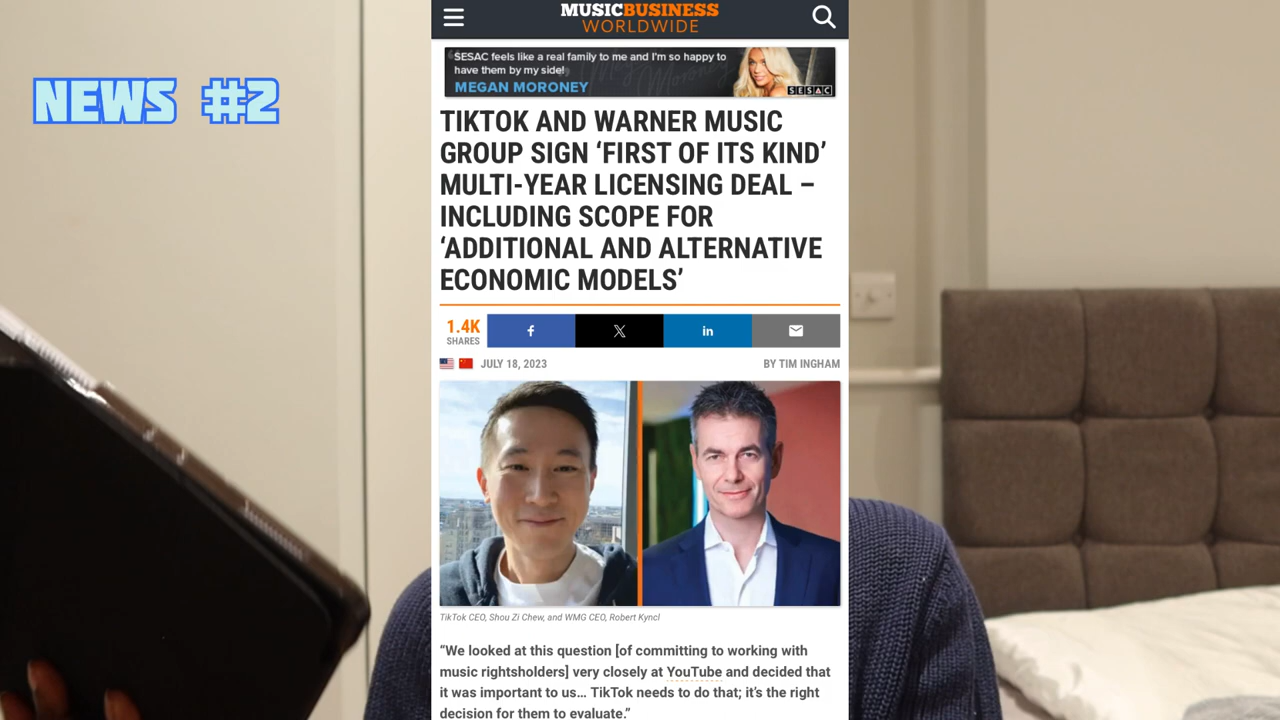 NEWS #2
MUSICBUSINESS
WORLDWIDE
SESAC feels like a real family to me and I'm so happy to
have them by my side!
MEGAN MORONEY
SESAC
TIKTOK AND WARNER MUSIC
GROUP SIGN ‘FIRST OF ITS KIND’
MULTI-YEAR LICENSING DEAL –
INCLUDING SCOPE FOR
‘ADDITIONAL AND ALTERNATIVE
ECONOMIC MODELS’
1.4K
SHARES
JULY 18, 2023
BY TIM INGHAM
TikTok CEO, Shou Zi Chew, and WMG CEO, Robert Kyncl
“We looked at this question [of committing to working with
music rightsholders] very closely at YouTube and decided that
it was important to us… TikTok needs to do that; it’s the right
decision for them to evaluate.”